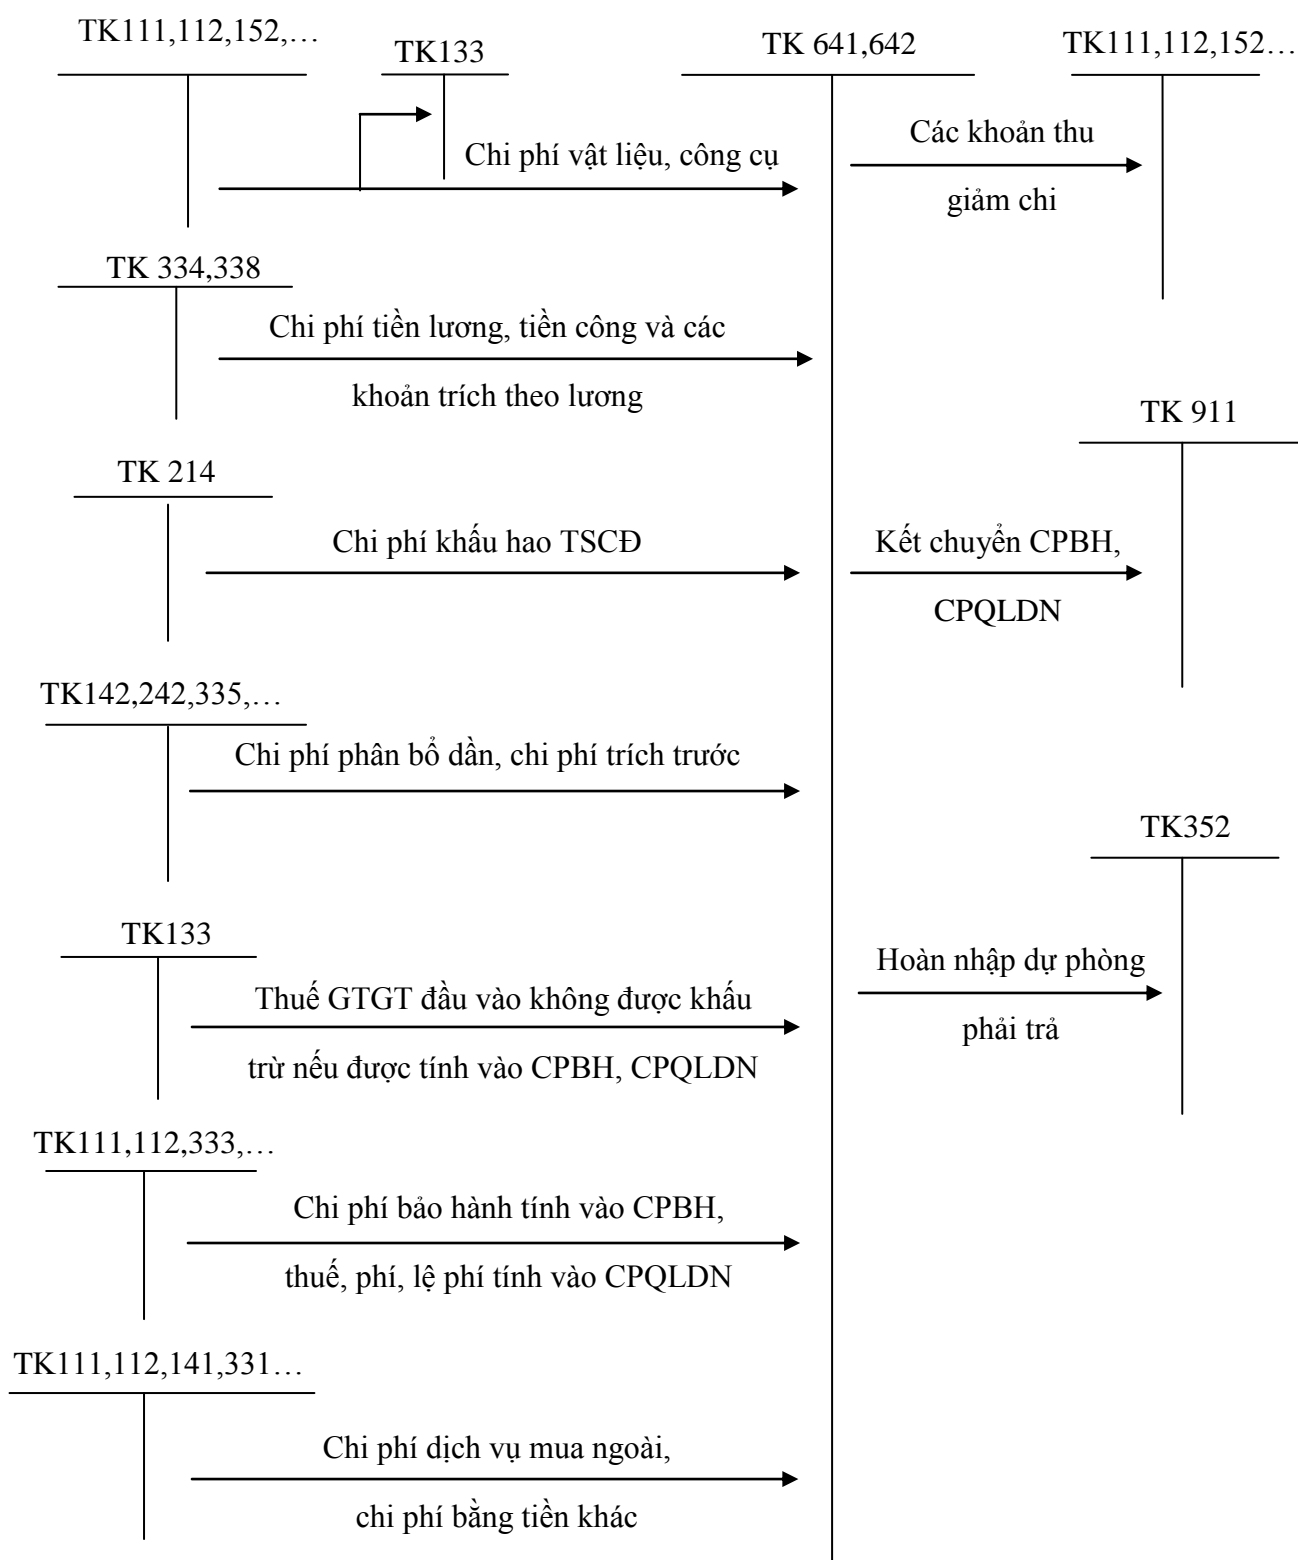 TK111,112,152,…
TK133
TK 641,642
TK111,112,152…
Chi phí vật liệu, công cụ
Các khoản thu
giảm chi
TK 334,338
Chi phí tiền lương, tiền công và các
khoản trích theo lương
TK 911
TK 214
Chi phí khấu hao TSCĐ
Kết chuyển CPBH,
CPQLDN
TK142,242,335,…
Chi phí phân bổ dần, chi phí trích trước
TK352
TK133
Thuế GTGT đầu vào không được khấu
trừ nếu được tính vào CPBH, CPQLDN
Hoàn nhập dự phòng
phải trả
TK111,112,333,…
Chi phí bảo hành tính vào CPBH,
thuế, phí, lệ phí tính vào CPQLDN
TK111,112,141,331…
Chi phí dịch vụ mua ngoài,
chi phí bằng tiền khác